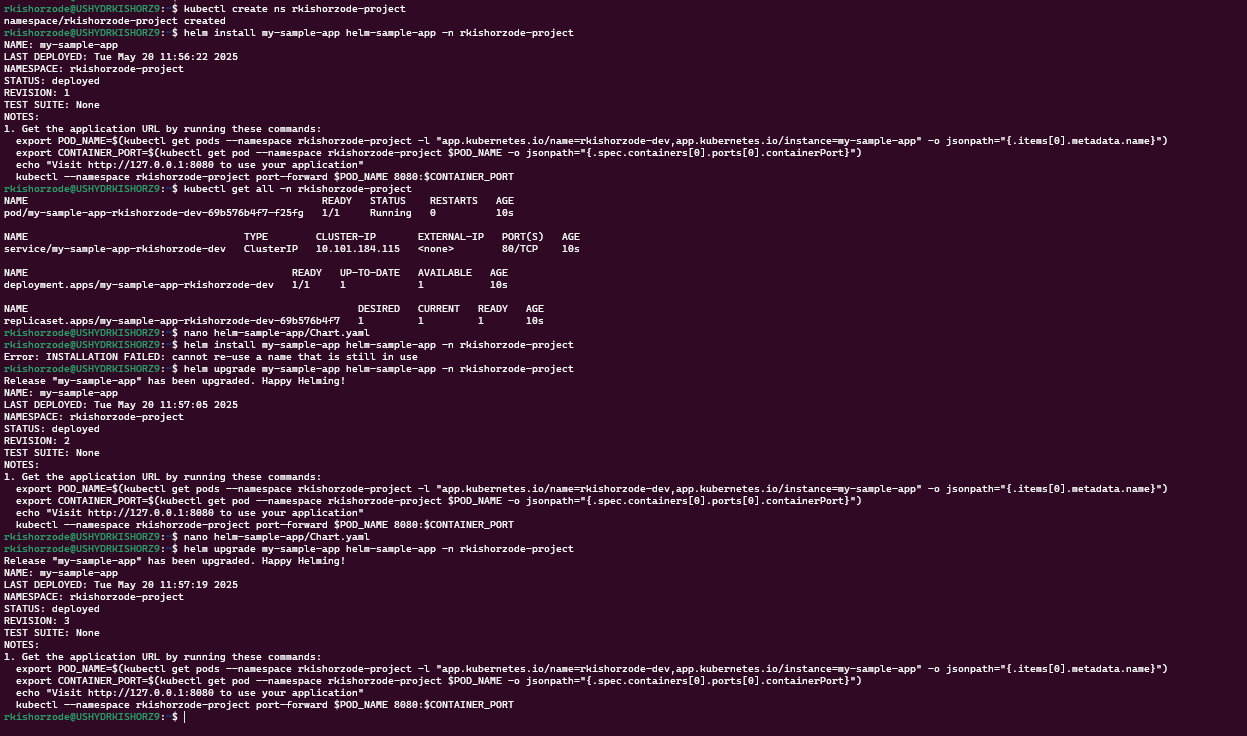 rkishorzode@USHYDRKISHORZ9:~$ kubectl create ns rkishorzode-project
namespace/rkishorzode-project created
rkishorzode@USHYDRKISHORZ9:~$ helm install my-sample-app helm-sample-app -n rkishorzode-project
NAME: my-sample-app
LAST DEPLOYED: Tue May 20 11:56:22 2025
NAMESPACE: rkishorzode-project
STATUS: deployed
REVISION: 1
TEST SUITE: None
NOTES:
1. Get the application URL by running these commands:
  export POD_NAME=$(kubectl get pods --namespace rkishorzode-project -l "app.kubernetes.io/name=rkishorzode-dev,app.kubernetes.io/instance=my-sample-app" -o jsonpath="{.items[0].metadata.name}")
  export CONTAINER_PORT=$(kubectl get pod --namespace rkishorzode-project $POD_NAME -o jsonpath="{.spec.containers[0].ports[0].containerPort}")
  echo "Visit http://127.0.0.1:8080 to use your application"
  kubectl --namespace rkishorzode-project port-forward $POD_NAME 8080:$CONTAINER_PORT
rkishorzode@USHYDRKISHORZ9:~$ kubectl get all -n rkishorzode-project
NAME                                                 READY   STATUS    RESTARTS   AGE
pod/my-sample-app-rkishorzode-dev-69b576b4f7-f25fg   1/1     Running   0          10s

NAME                                    TYPE        CLUSTER-IP       EXTERNAL-IP   PORT(S)   AGE
service/my-sample-app-rkishorzode-dev   ClusterIP   10.101.184.115   <none>        80/TCP    10s

NAME                                            READY   UP-TO-DATE   AVAILABLE   AGE
deployment.apps/my-sample-app-rkishorzode-dev   1/1     1            1           10s

NAME                                                       DESIRED   CURRENT   READY   AGE
replicaset.apps/my-sample-app-rkishorzode-dev-69b576b4f7   1         1         1       10s
rkishorzode@USHYDRKISHORZ9:~$ nano helm-sample-app/Chart.yaml
rkishorzode@USHYDRKISHORZ9:~$ helm install my-sample-app helm-sample-app -n rkishorzode-project
Error: INSTALLATION FAILED: cannot re-use a name that is still in use
rkishorzode@USHYDRKISHORZ9:~$ helm upgrade my-sample-app helm-sample-app -n rkishorzode-project
Release "my-sample-app" has been upgraded. Happy Helming!
NAME: my-sample-app
LAST DEPLOYED: Tue May 20 11:57:05 2025
NAMESPACE: rkishorzode-project
STATUS: deployed
REVISION: 2
TEST SUITE: None
NOTES:
1. Get the application URL by running these commands:
  export POD_NAME=$(kubectl get pods --namespace rkishorzode-project -l "app.kubernetes.io/name=rkishorzode-dev,app.kubernetes.io/instance=my-sample-app" -o jsonpath="{.items[0].metadata.name}")
  export CONTAINER_PORT=$(kubectl get pod --namespace rkishorzode-project $POD_NAME -o jsonpath="{.spec.containers[0].ports[0].containerPort}")
  echo "Visit http://127.0.0.1:8080 to use your application"
  kubectl --namespace rkishorzode-project port-forward $POD_NAME 8080:$CONTAINER_PORT
rkishorzode@USHYDRKISHORZ9:~$ nano helm-sample-app/Chart.yaml
rkishorzode@USHYDRKISHORZ9:~$ helm upgrade my-sample-app helm-sample-app -n rkishorzode-project
Release "my-sample-app" has been upgraded. Happy Helming!
NAME: my-sample-app
LAST DEPLOYED: Tue May 20 11:57:19 2025
NAMESPACE: rkishorzode-project
STATUS: deployed
REVISION: 3
TEST SUITE: None
NOTES:
1. Get the application URL by running these commands:
  export POD_NAME=$(kubectl get pods --namespace rkishorzode-project -l "app.kubernetes.io/name=rkishorzode-dev,app.kubernetes.io/instance=my-sample-app" -o jsonpath="{.items[0].metadata.name}")
  export CONTAINER_PORT=$(kubectl get pod --namespace rkishorzode-project $POD_NAME -o jsonpath="{.spec.containers[0].ports[0].containerPort}")
  echo "Visit http://127.0.0.1:8080 to use your application"
  kubectl --namespace rkishorzode-project port-forward $POD_NAME 8080:$CONTAINER_PORT
rkishorzode@USHYDRKISHORZ9:~$